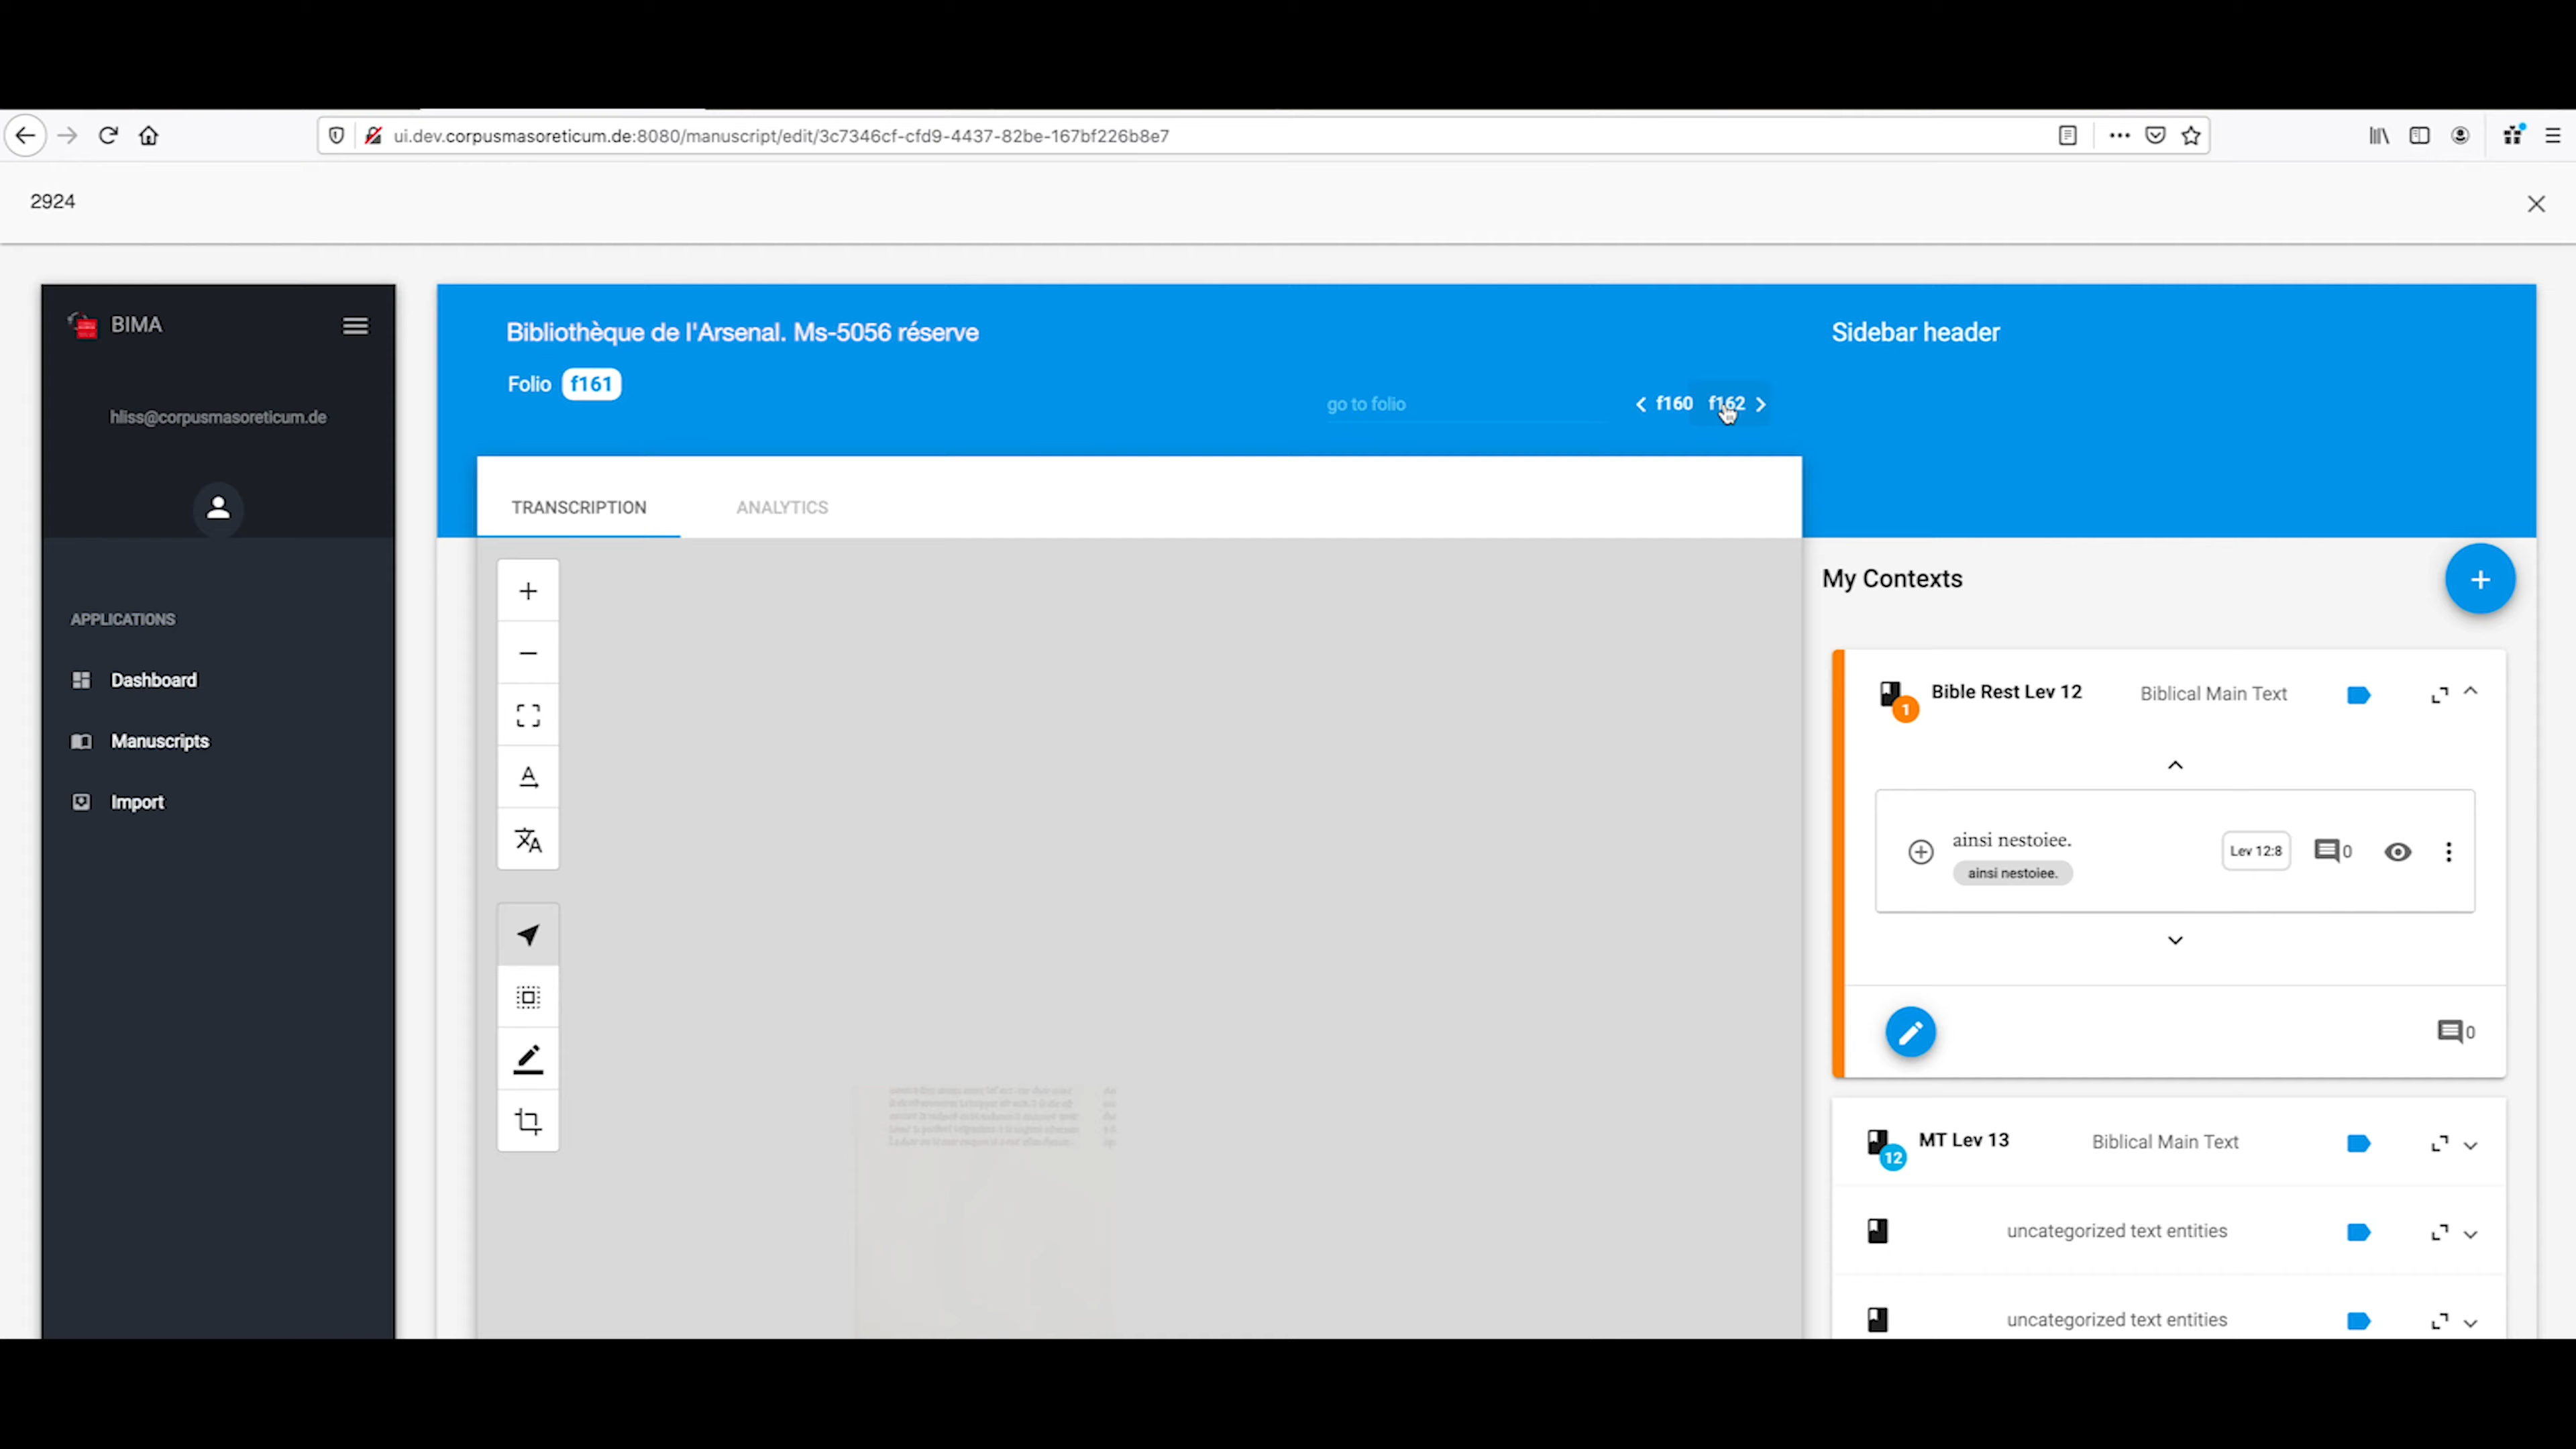 ui.dev.corpusmasoreticum.de:8080/manuscript/edit/3c7346cf-cfd9-4437-82be-167bf226b8e7
2924
BIMA
hliss@corpusmasoreticum.de
APPLICATIONS
Dashboard
Manuscripts
Import
Bibliothèque de l'Arsenal. Ms-5056 réserve
Folio f161
go to folio
f160 f162
TRANSCRIPTION ANALYTICS
Sidebar header
My Contexts
1 Bible Rest Lev 12 Biblical Main Text
ainsi nestoiee.
ainsi nestoiee.
Lev 12:8 0
0
12 MT Lev 13 Biblical Main Text
uncategorized text entities
uncategorized text entities